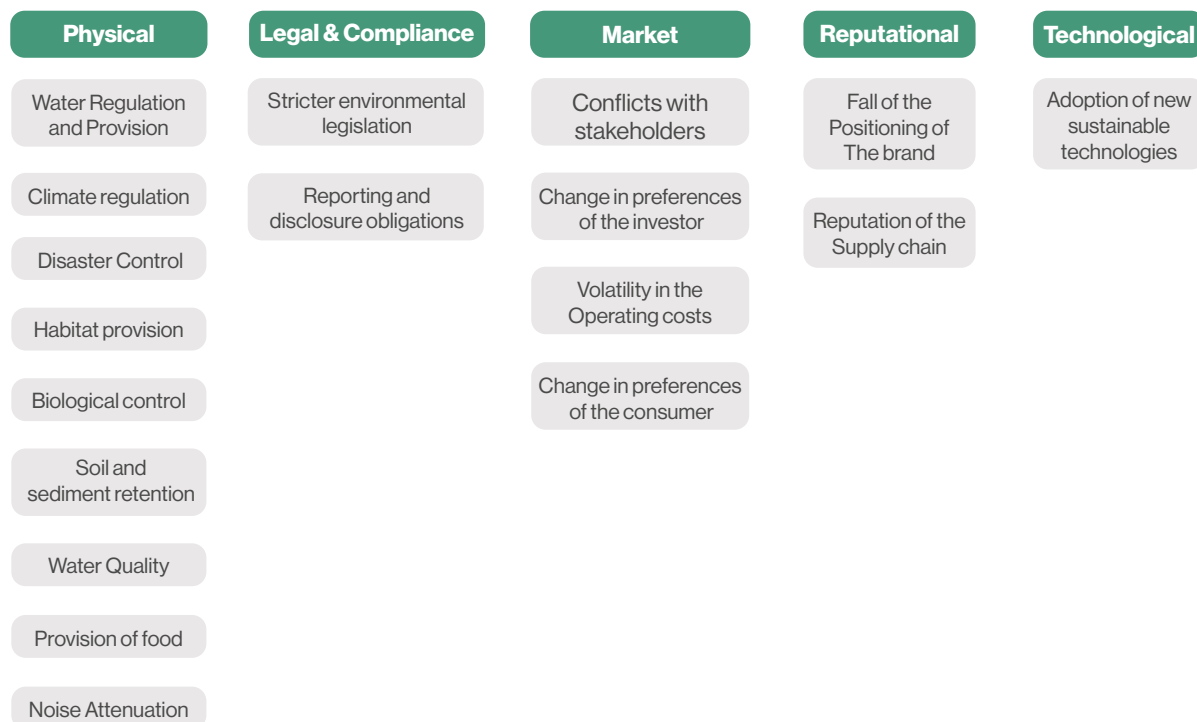 Physical
Water Regulation
and Provision
Climate regulation
Disaster Control
Habitat provision
Biological control
Soil and
sediment retention
Water Quality
Provision of food
Noise Attenuation
Legal & Compliance
Stricter environmental
legislation
Reporting and
disclosure obligations
Market
Conflicts with
stakeholders
Change in preferences
of the investor
Volatility in the
Operating costs
Change in preferences
of the consumer
Reputational
Fall of the
Positioning of
The brand
Reputation of the
Supply chain
Technological
Adoption of new
sustainable
technologies